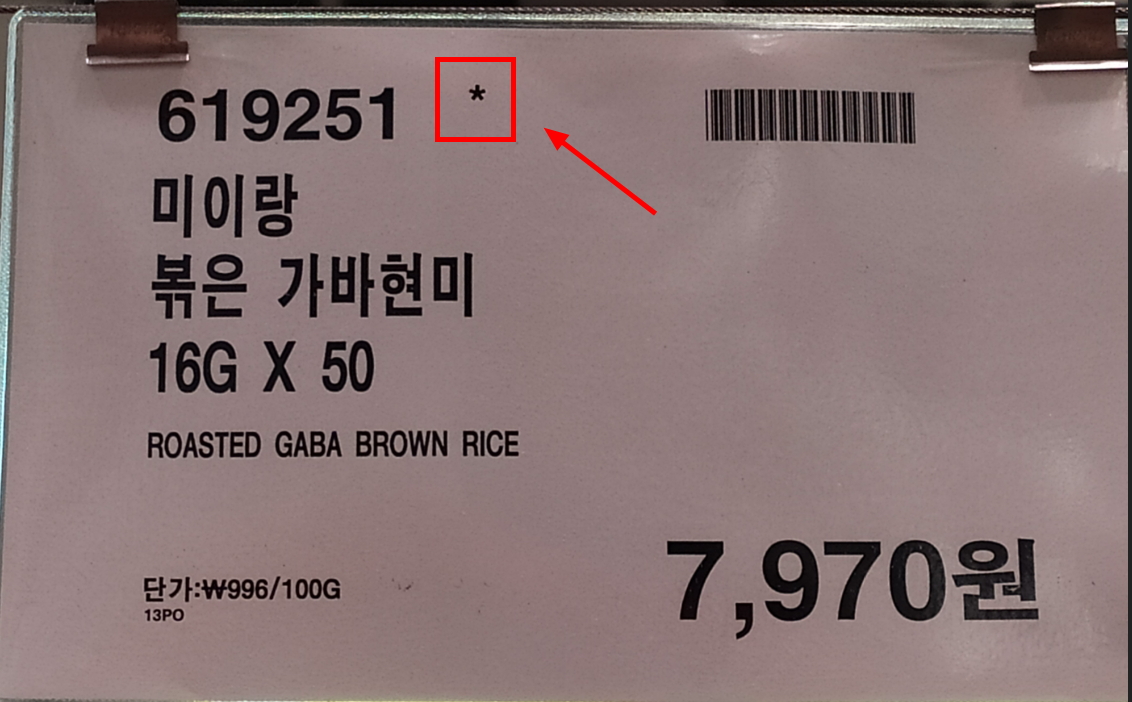 619251 *
미이랑
볶은 가바현미
16G X 50
ROASTED GABA BROWN RICE
7,970원
단가:₩996/100G
13PO